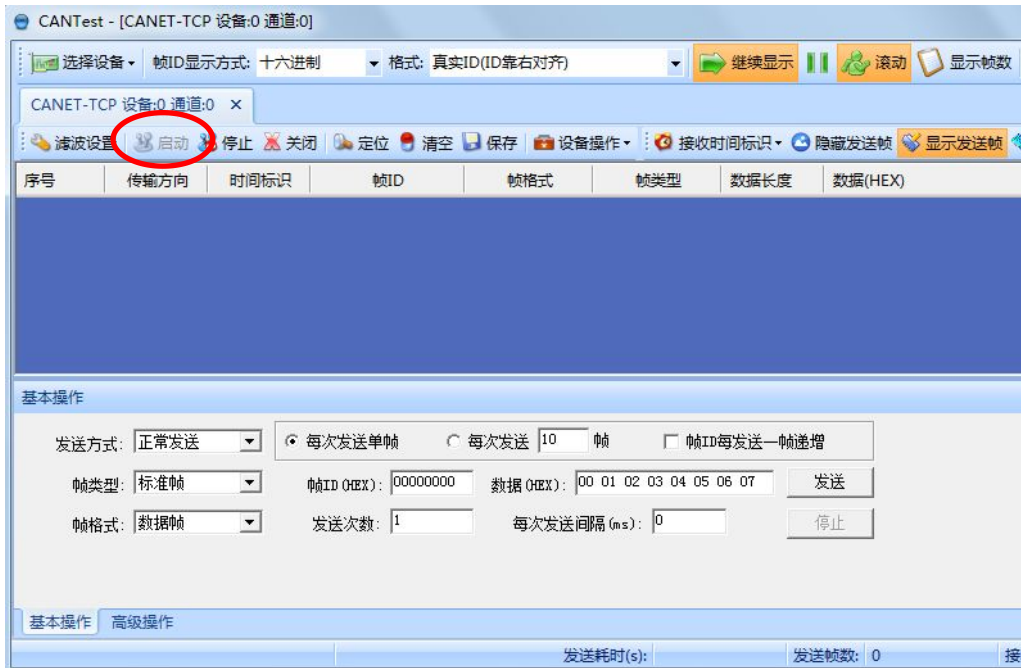 CANTest - [CANET-TCP 设备:0 通道:0]
选择设备 帧ID显示方式: 十六进制 格式: 真实ID(ID靠右对齐) 继续显示 滚动 显示帧数
CANET-TCP 设备:0 通道:0 ×
滤波设置 启动 停止 关闭 定位 清空 保存 设备操作 接收时间标识 隐藏发送帧 显示发送帧
序号 传输方向 时间标识 帧ID 帧格式 帧类型 数据长度 数据(HEX)
基本操作
发送方式: 正常发送 每次发送单帧 每次发送 10 帧 帧ID每发送一帧递增
帧类型: 标准帧 帧ID(HEX): 00000000 数据(HEX): 00 01 02 03 04 05 06 07 发送
帧格式: 数据帧 发送次数: 1 每次发送间隔(ms): 0 停止
基本操作 高级操作
发送耗时(s): 发送帧数: 0 接